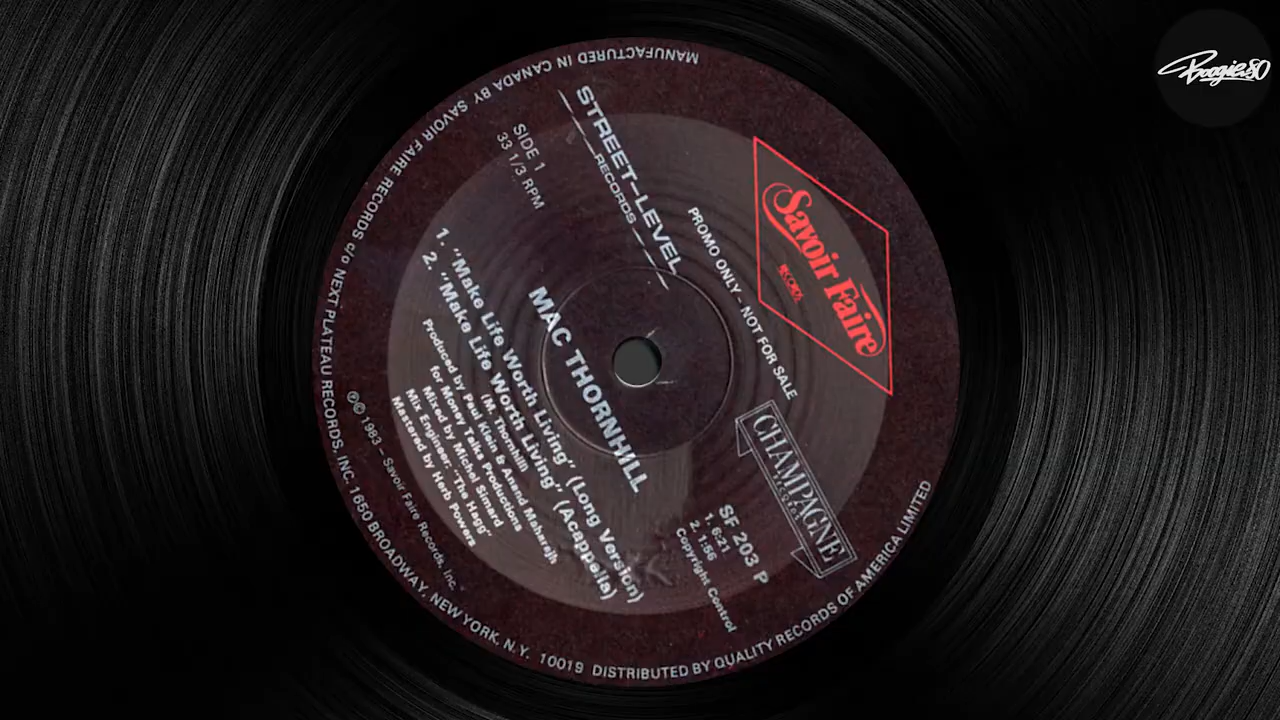 Boogie80
MANUFACTURED IN CANADA BY SAVOIR FAIRE RECORDS c/o NEXT PLATEAU RECORDS, INC. 1650 BROADWAY, NEW YORK, N.Y. 10019 DISTRIBUTED BY QUALITY RECORDS OF AMERICA LIMITED
Savoir Faire
RECORDS
STREET-LEVEL
RECORDS
SIDE 1
33 1/3 RPM
PROMO ONLY - NOT FOR SALE
CHAMPAGNE
RECORDS
MAC THORNHILL
SF 203 P
1. 6:21
2. 1:56
Copyright Control
1. "Make Life Worth Living" (Long Version)
2. "Make Life Worth Living" (Acappella)
(M. Thornhill)
Produced by Paul Klein & Anand Maharajh
for Money Talks Productions
Mixed by Michel Simard
Mix Engineer: "The Hagg"
Mastered by Herb Powers
℗© 1983 - Savoir Faire Records, Inc.